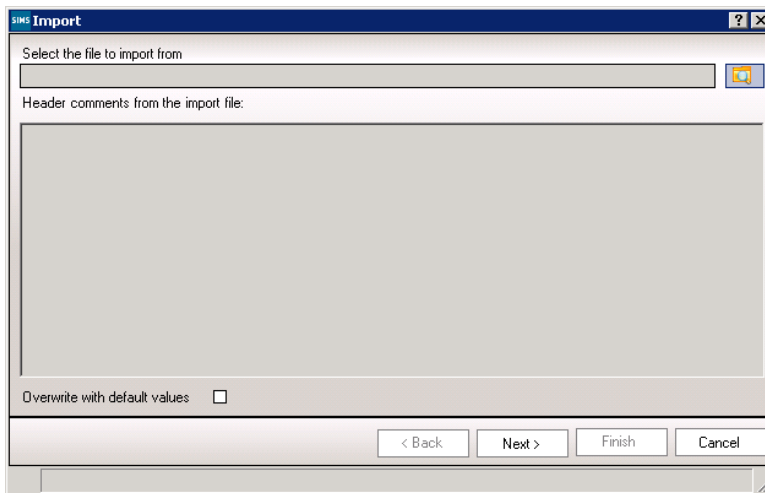 SIMS Import
Select the file to import from
Header comments from the import file:
Overwrite with default values
< Back Next > Finish Cancel